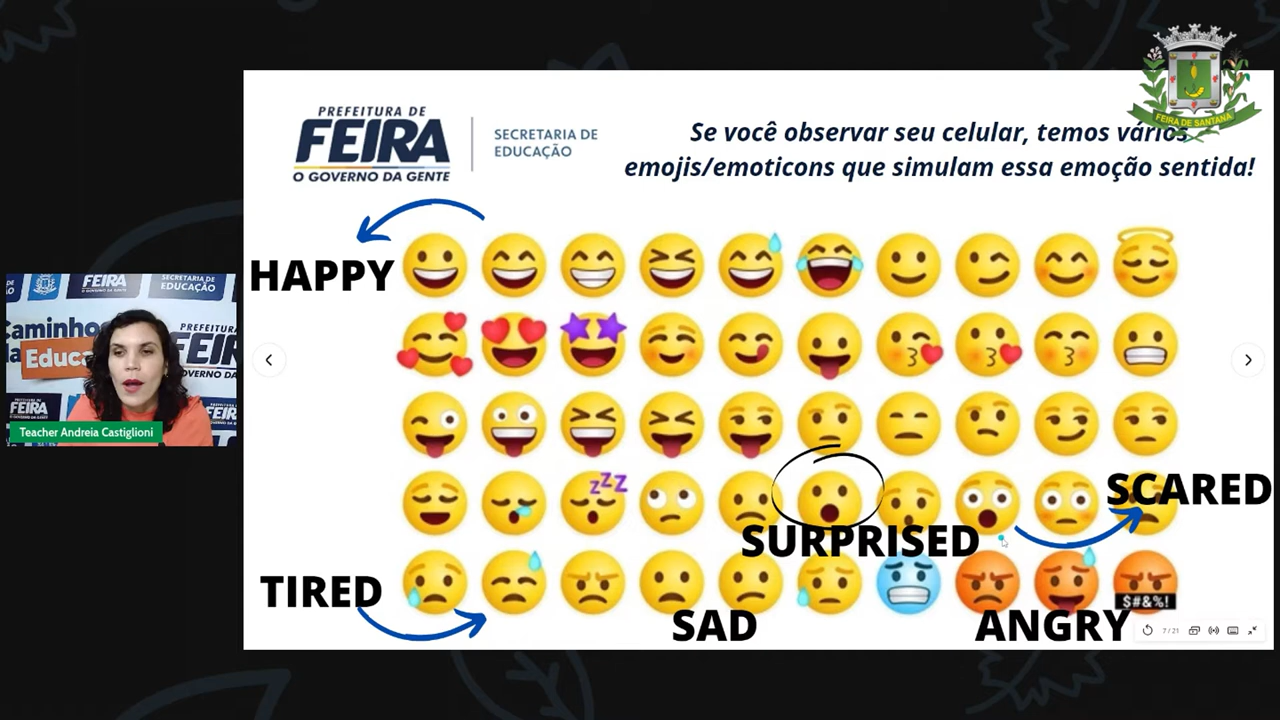 PREFEITURA DE
FEIRA
O GOVERNO DA GENTE
SECRETARIA DE
EDUCAÇÃO
Se você observar seu celular, temos vários
emojis/emoticons que simulam essa emoção sentida!
FEIRA DE SANTANA
HAPPY
zzz
SCARED
SURPRISED
TIRED
SAD
ANGRY
$#&%!
7 / 21
FEIRA
SECRETARIA DE
EDUCAÇÃO
Caminho
da
Educa
PREFEITURA
FEIR
O GOVERNO DA
FEIRA
Teacher Andreia Castiglioni